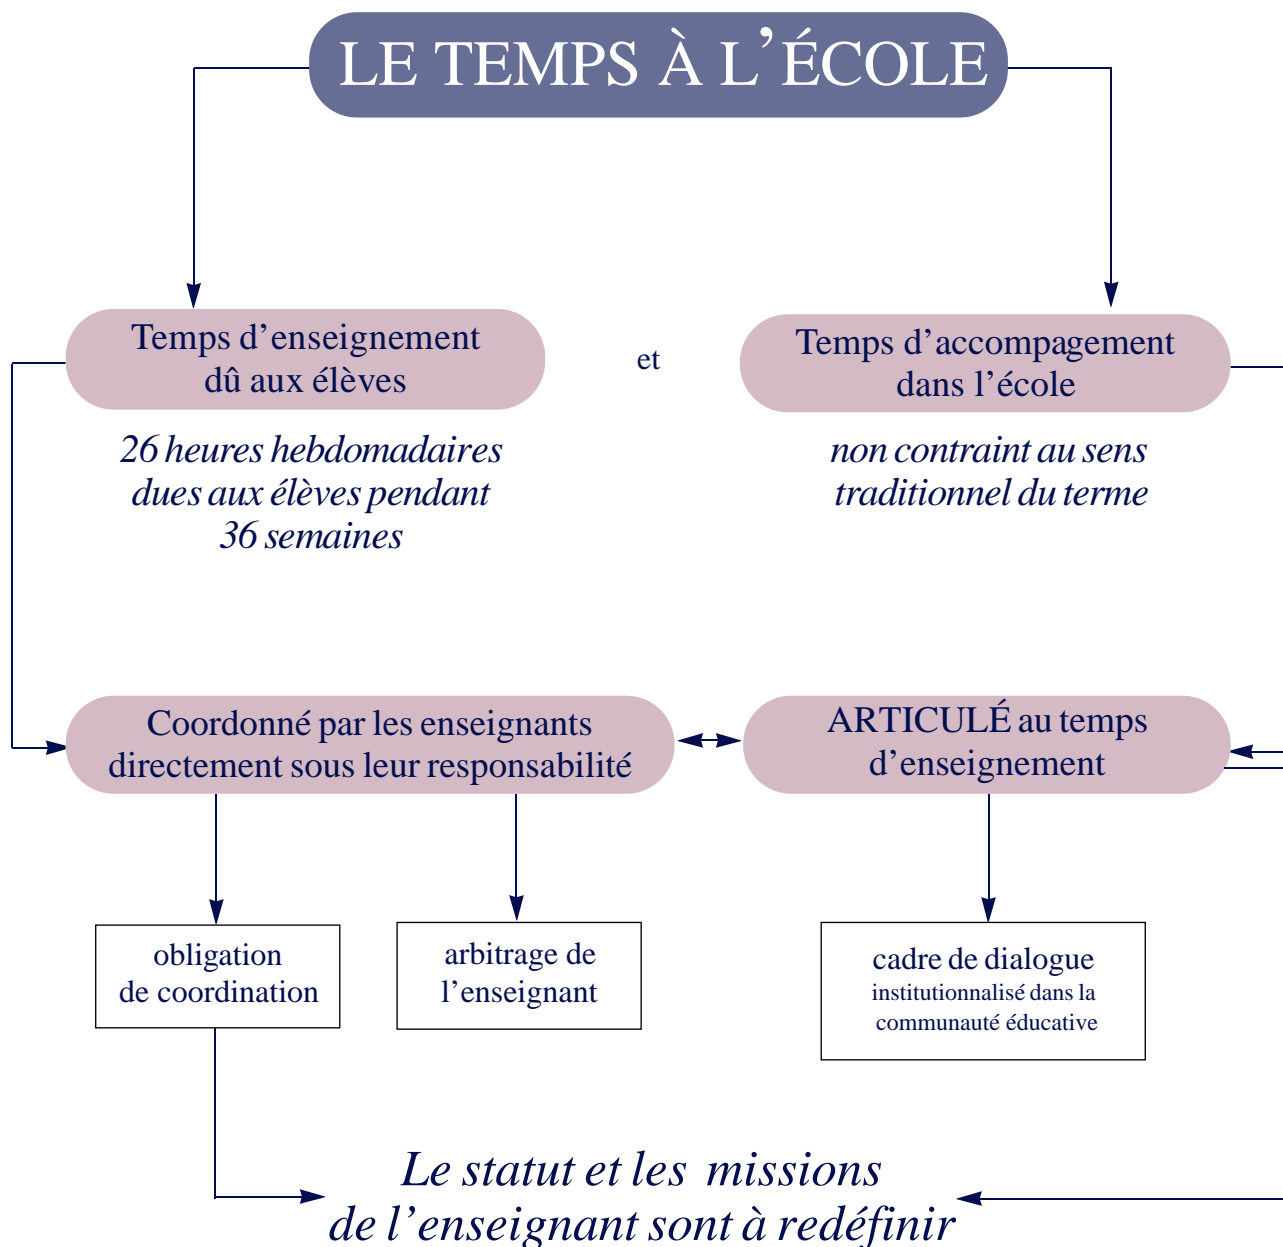 LE TEMPS À L’ÉCOLE
Temps d’enseignement
dû aux élèves
et
Temps d’accompagement
dans l’école
26 heures hebdomadaires
dues aux élèves pendant
36 semaines
non contraint au sens
traditionnel du terme
Coordonné par les enseignants
directement sous leur responsabilité
ARTICULÉ au temps
d’enseignement
obligation
de coordination
arbitrage de
l’enseignant
cadre de dialogue
institutionnalisé dans la
communauté éducative
Le statut et les missions
de l’enseignant sont à redéfinir